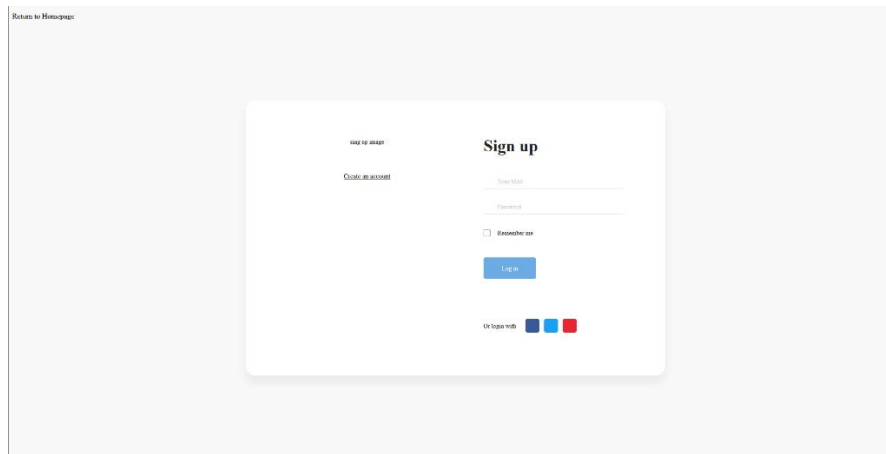 Return to Homepage
sing up image
Create an account
Sign up
Your Mail
Password
Remember me
Log in
Or login with